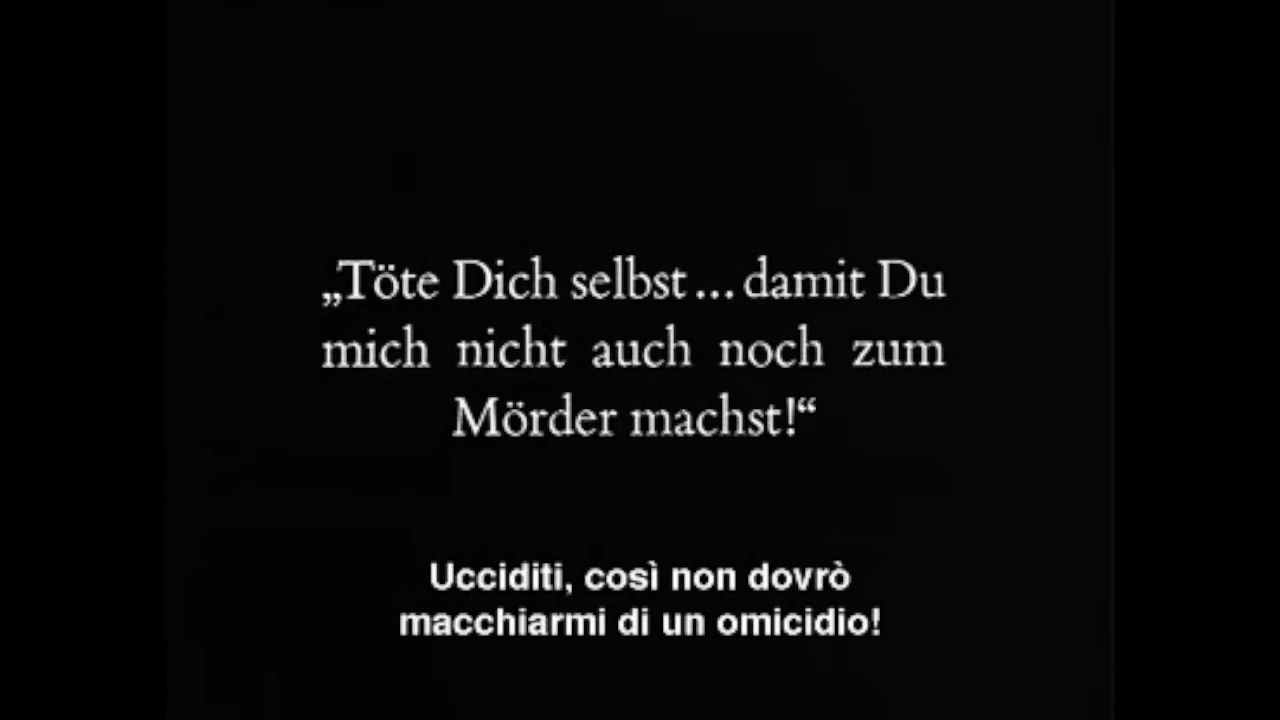 „Töte Dich selbst... damit Du
mich nicht auch noch zum
Mörder machst!“
Ucciditi, così non dovrò
macchiarmi di un omicidio!